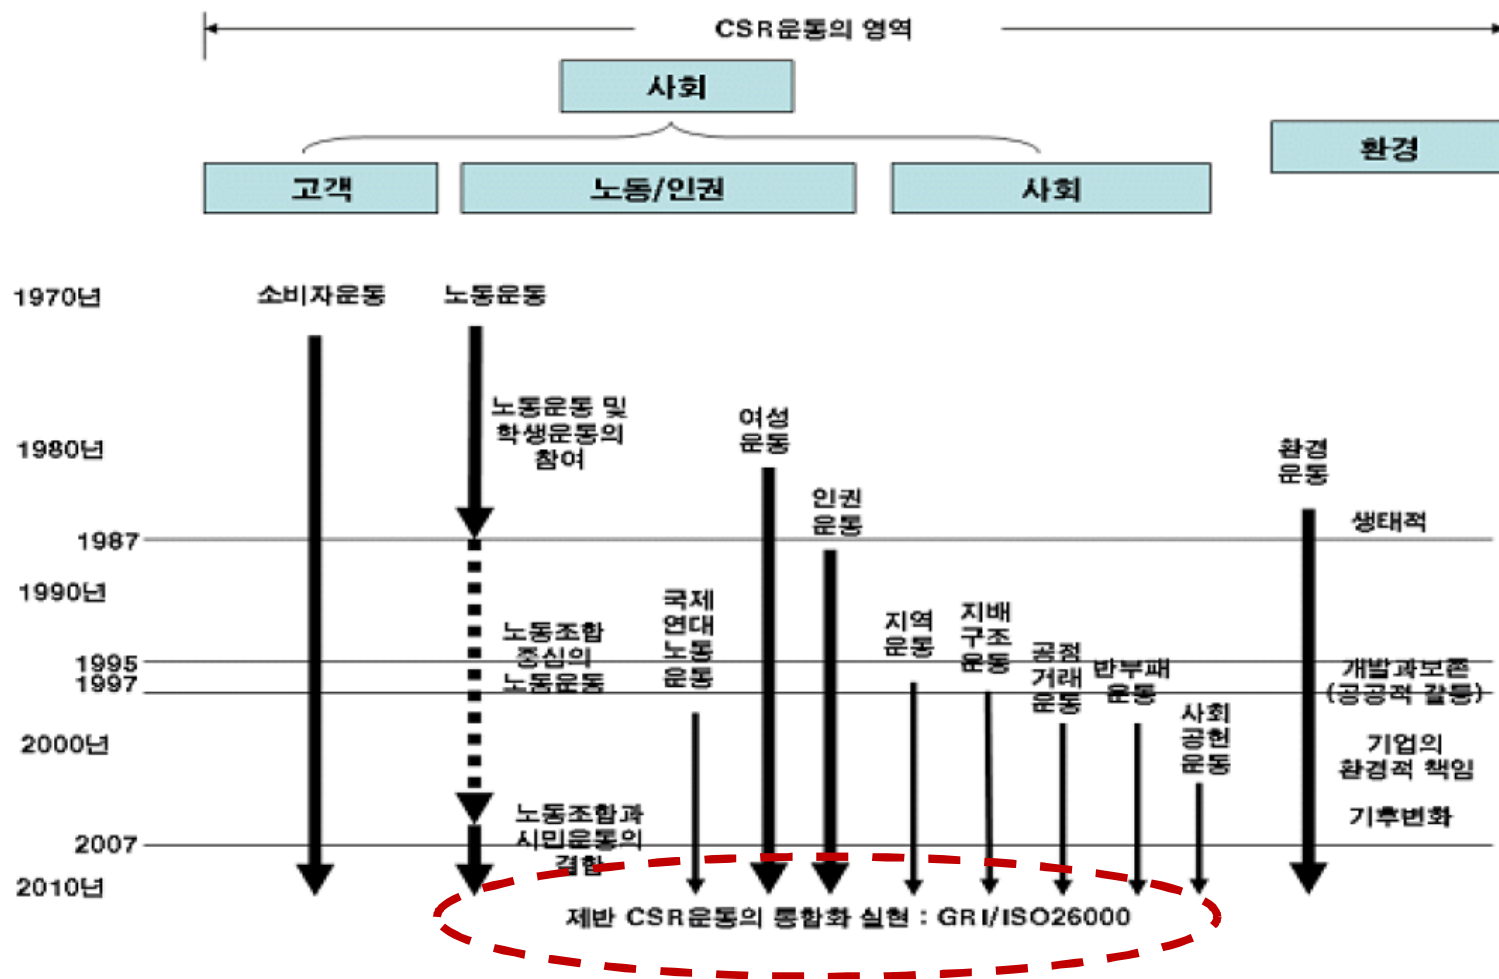 CSR운동의 영역
사회
환경
고객
노동/인권
사회
1970년
소비자운동
노동운동
노동운동 및
학생운동의
참여
여성
운동
1980년
환경
운동
인권
운동
생태적
1987
1990년
국제
연대
노동
운동
지역
운동
지배
구조
운동
노동조합
중심의
노동운동
공정
거래
운동
반부패
운동
1995
1997
개발과보존
(공공적 갈등)
사회
공헌
운동
2000년
기업의
환경적 책임
노동조합과
시민운동의
결합
기후변화
2007
2010년
제반 CSR운동의 통합화 실현 : GRI/ISO26000